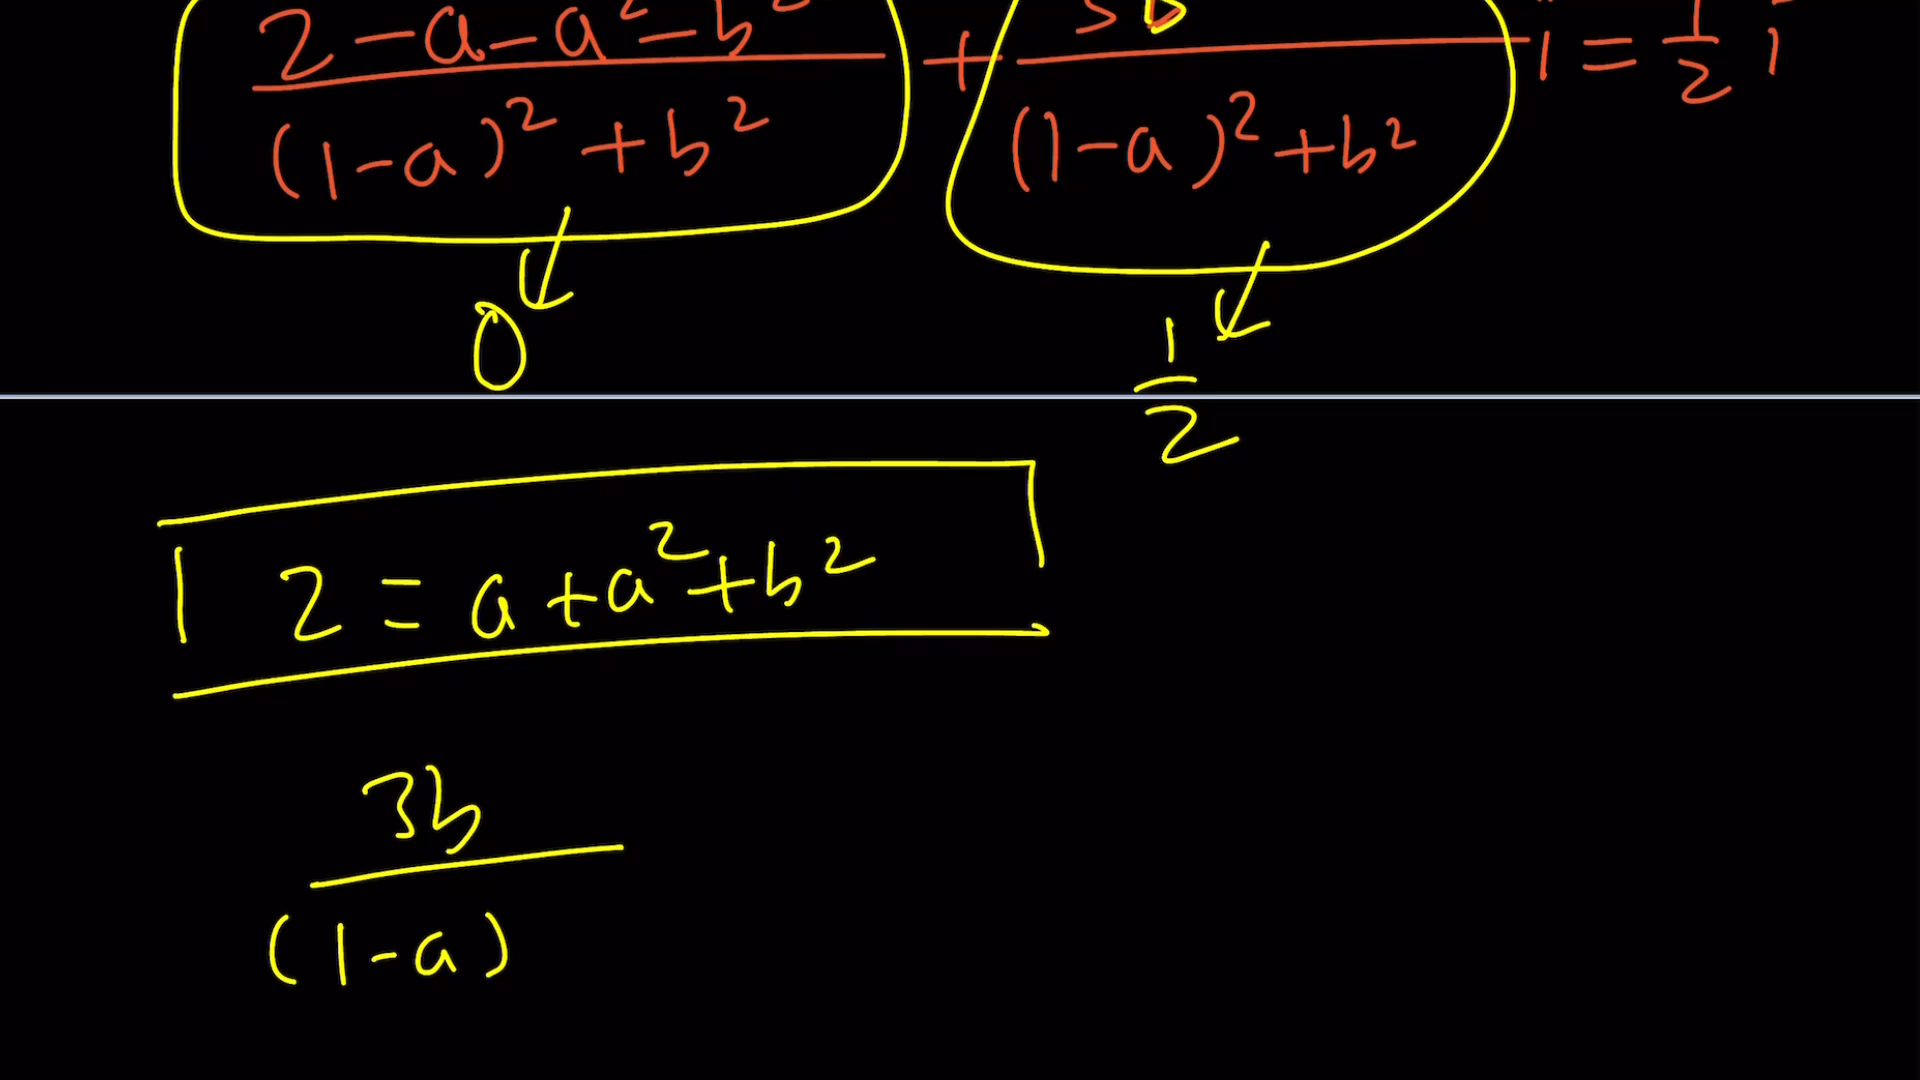 2-a-a²-b² / (1-a)²+b² + 3b / (1-a)²+b² i = 1/2 i
0
1/2
2 = a+a²+b²
3b
(1-a)